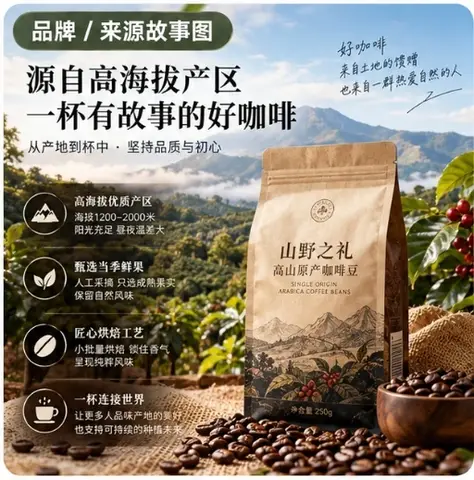 品牌 / 来源故事图
好咖啡
来自土地的馈赠
也来自一群热爱自然的人
源自高海拔产区
一杯有故事的好咖啡
从产地到杯中 · 坚持品质与初心
高海拔优质产区
海拔1200~2000米
阳光充足 昼夜温差大
甄选当季鲜果
人工采摘 只选成熟果实
保留自然风味
匠心烘焙工艺
小批量烘焙 锁住香气
呈现纯粹风味
一杯连接世界
让更多人品味产地的美好
也支持可持续的种植未来
山野之礼
高山原产咖啡豆
SINGLE ORIGIN
ARABICA COFFEE BEANS
净含量 250g